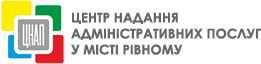 ЦНАП
ЦЕНТР НАДАННЯ
АДМІНІСТРАТИВНИХ ПОСЛУГ
У МІСТІ РІВНОМУ